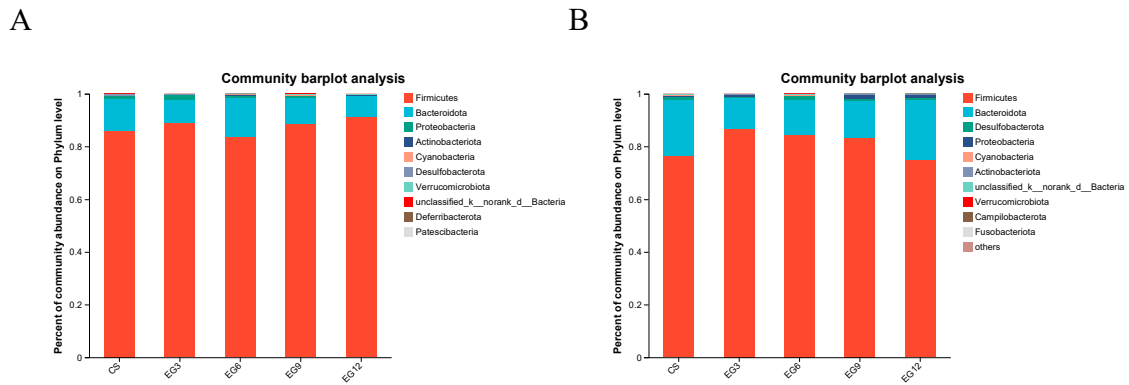 A
Community barplot analysis
Percent of community abundance on Phylum level
1
0.8
0.6
0.4
0.2
0
CS
EG3
EG6
EG9
EG12
Firmicutes
Bacteroidota
Proteobacteria
Actinobacteriota
Cyanobacteria
Desulfobacterota
Verrucomicrobiota
unclassified_k__norank_d__Bacteria
Deferribacterota
Patescibacteria
B
Community barplot analysis
Percent of community abundance on Phylum level
1
0.8
0.6
0.4
0.2
0
CS
EG3
EG6
EG9
EG12
Firmicutes
Bacteroidota
Desulfobacterota
Proteobacteria
Cyanobacteria
Actinobacteriota
unclassified_k__norank_d__Bacteria
Verrucomicrobiota
Campilobacterota
Fusobacteriota
others